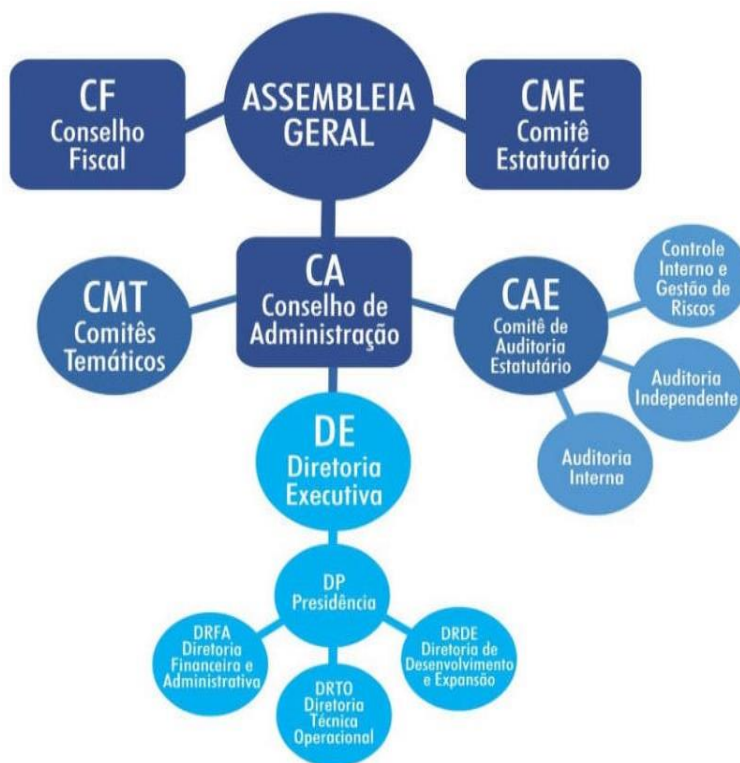 CF
Conselho
Fiscal
ASSEMBLEIA
GERAL
CME
Comitê
Estatutário
CMT
Comitês
Temáticos
CA
Conselho de
Administração
CAE
Comitê de
Auditoria
Estatutário
Controle
Interno e
Gestão de
Riscos
Auditoria
Independente
Auditoria
Interna
DE
Diretoria
Executiva
DP
Presidência
DRFA
Diretoria
Financeira e
Administrativa
DRTO
Diretoria
Técnica
Operacional
DRDE
Diretoria de
Desenvolvimento
e Expansão